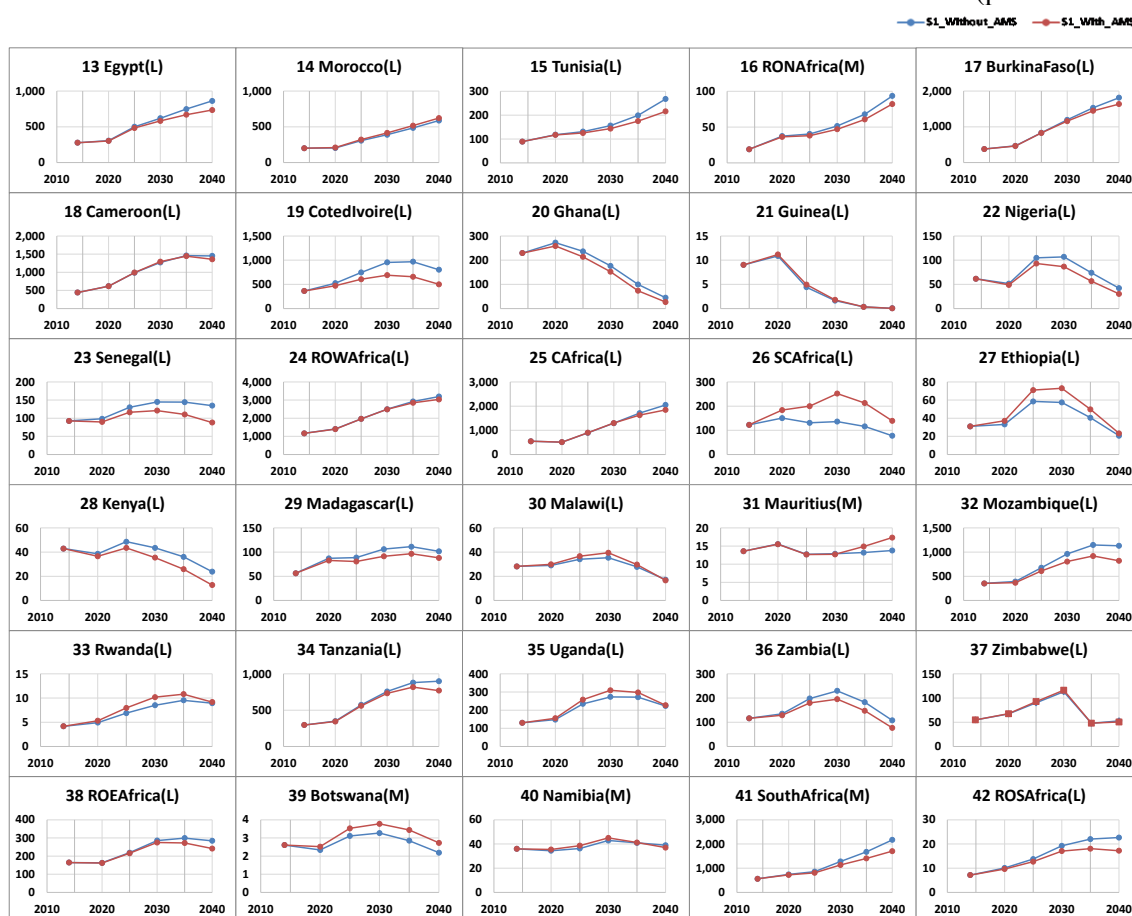 (p
S1_Without_AMS S1_With_AMS
13 Egypt(L) 14 Morocco(L) 15 Tunisia(L) 16 RONAfrica(M) 17 BurkinaFaso(L)
1,000 1,000 300 100 2,000
200
500 500 50 1,000
100
0 0 0 0 0
2010 2020 2030 2040 2010 2020 2030 2040 2010 2020 2030 2040 2010 2020 2030 2040 2010 2020 2030 2040
18 Cameroon(L) 19 CotedIvoire(L) 20 Ghana(L) 21 Guinea(L) 22 Nigeria(L)
2,000 1,500 300 15 150
1,500 1,000 200 10 100
1,000
500 500 100 5 50
0 0 0 0 0
2010 2020 2030 2040 2010 2020 2030 2040 2010 2020 2030 2040 2010 2020 2030 2040 2010 2020 2030 2040
23 Senegal(L) 24 ROWAfrica(L) 25 CAfrica(L) 26 SCAfrica(L) 27 Ethiopia(L)
200 4,000 3,000 300 80
150 3,000 2,000 200 60
100 2,000 40
50 1,000 1,000 100 20
0 0 0 0 0
2010 2020 2030 2040 2010 2020 2030 2040 2010 2020 2030 2040 2010 2020 2030 2040 2010 2020 2030 2040
28 Kenya(L) 29 Madagascar(L) 30 Malawi(L) 31 Mauritius(M) 32 Mozambique(L)
60 150 60 20 1,500
40 100 40 15 1,000
10
20 50 20 5 500
0 0 0 0 0
2010 2020 2030 2040 2010 2020 2030 2040 2010 2020 2030 2040 2010 2020 2030 2040 2010 2020 2030 2040
33 Rwanda(L) 34 Tanzania(L) 35 Uganda(L) 36 Zambia(L) 37 Zimbabwe(L)
15 1,000 400 300 150
10 300 200 100
500 200
5 100 100 50
0 0 0 0 0
2010 2020 2030 2040 2010 2020 2030 2040 2010 2020 2030 2040 2010 2020 2030 2040 2010 2020 2030 2040
38 ROEAfrica(L) 39 Botswana(M) 40 Namibia(M) 41 SouthAfrica(M) 42 ROSAfrica(L)
400 4 60 3,000 30
300 3 40 2,000 20
200 2
100 1 20 1,000 10
0 0 0 0 0
2010 2020 2030 2040 2010 2020 2030 2040 2010 2020 2030 2040 2010 2020 2030 2040 2010 2020 2030 2040